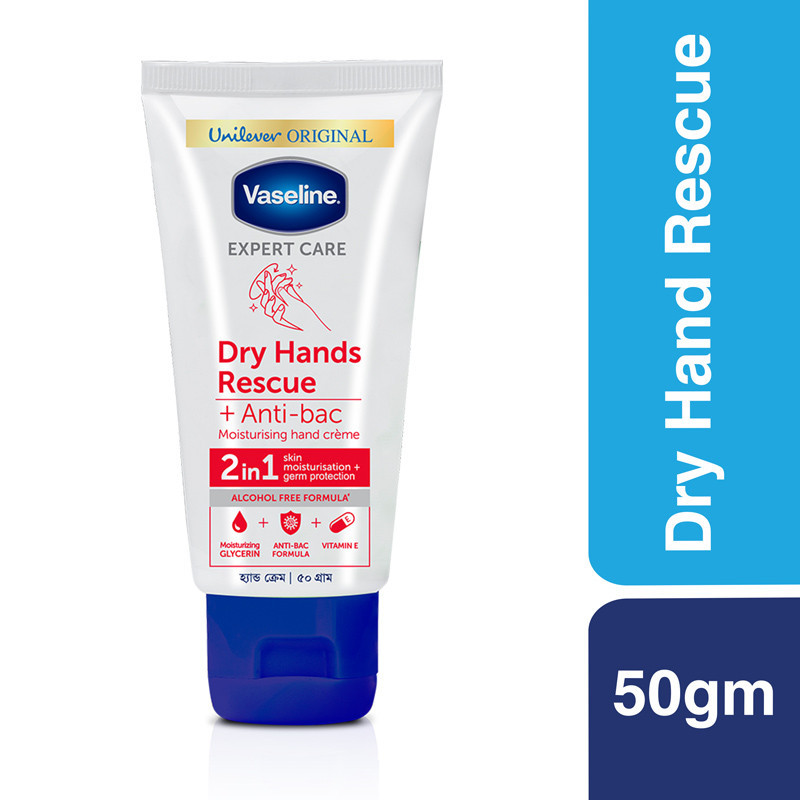 Unilever ORIGINAL
Vaseline.
EXPERT CARE
Dry Hands
Rescue
+ Anti-bac
Moisturising hand crème
2in1
skin
moisturisation +
germ protection
ALCOHOL FREE FORMULA*
+ +
E
Moisturizing
GLYCERIN
ANTI-BAC
FORMULA
VITAMIN E
হ্যান্ড ক্রেম | ৫০ গ্রাম
Dry Hand Rescue
50gm